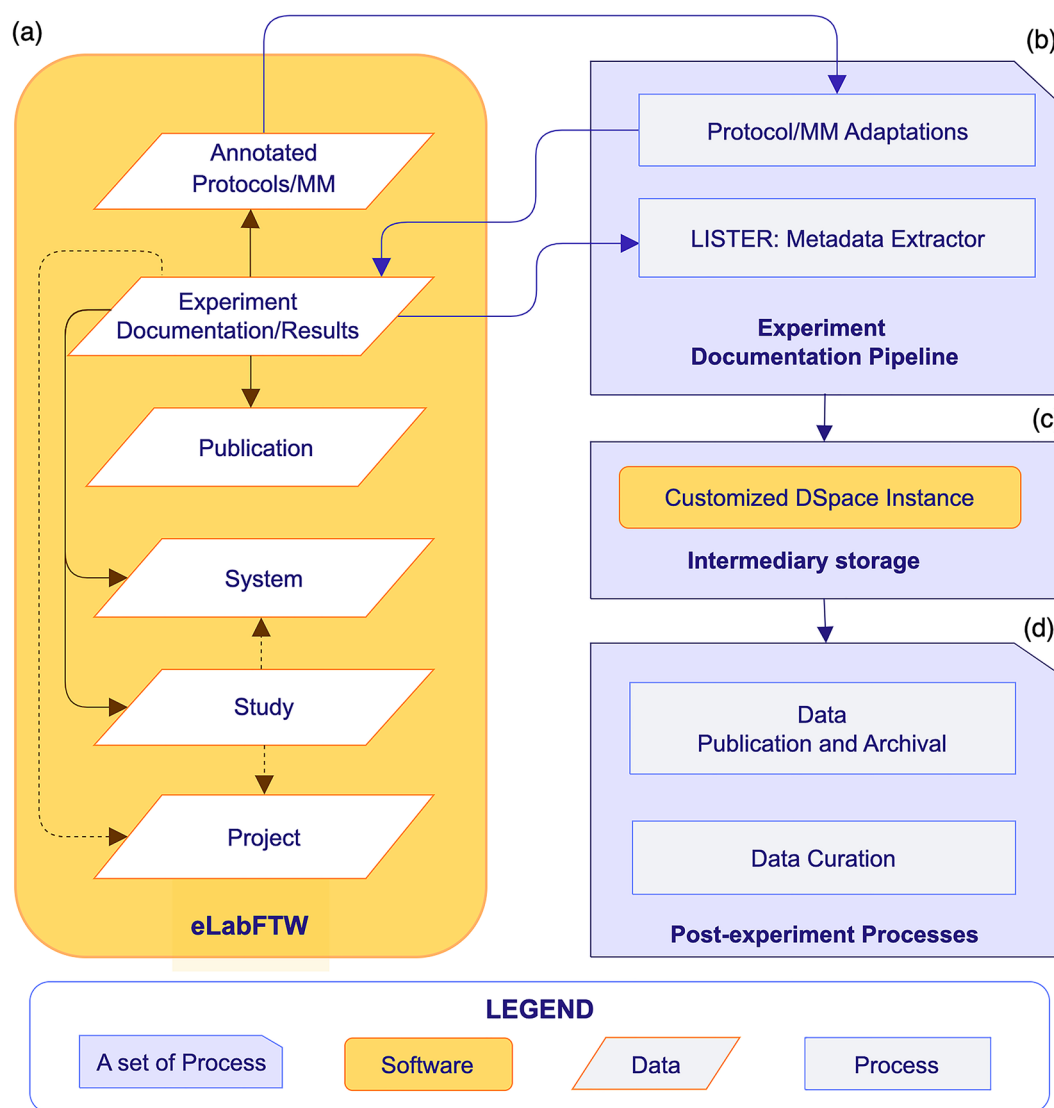 (a)
Annotated
Protocols/MM
Experiment
Documentation/Results
Publication
System
Study
Project
eLabFTW
(b)
Protocol/MM Adaptations
LISTER: Metadata Extractor
Experiment
Documentation Pipeline
(c
Customized DSpace Instance
Intermediary storage
(d)
Data
Publication and Archival
Data Curation
Post-experiment Processes
LEGEND
A set of Process
Software
Data
Process